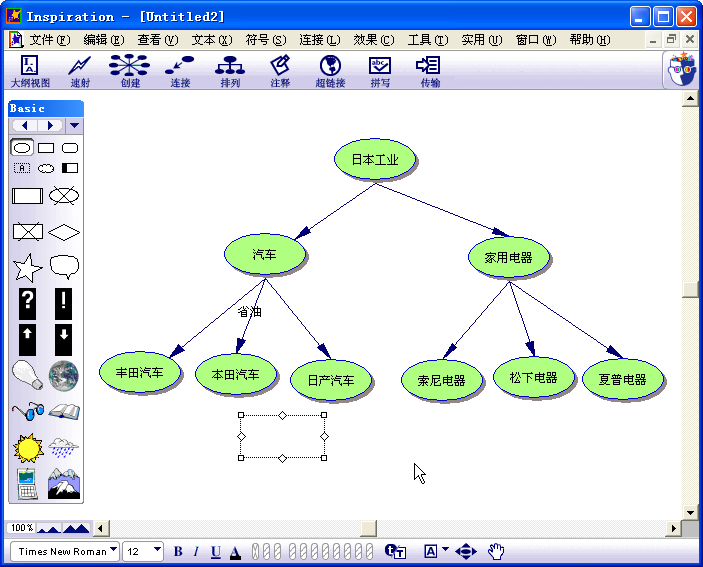 Inspiration - [Untitled2]
文件(F) 编辑(E) 查看(V) 文本(X) 符号(S) 连接(L) 效果(C) 工具(T) 实用(U) 窗口(W) 帮助(H)
大纲视图 速射 创建 连接 排列 注释 超链接 拼写 传输
Basic
日本工业
汽车 家用电器
省油
丰田汽车 本田汽车 日产汽车 索尼电器 松下电器 夏普电器
100%
Times New Roman 12 B I U A